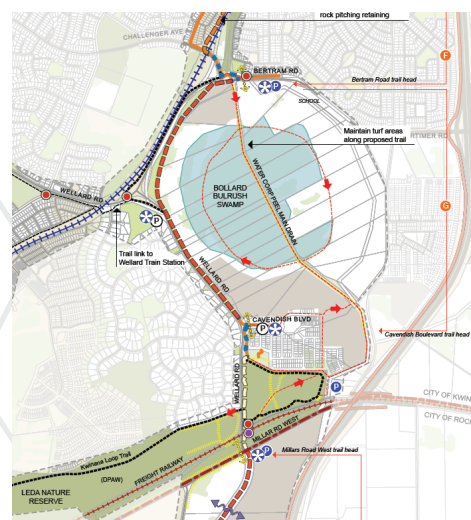 rock pitching retaining
CHALLENGER AVE
F
BERTRAM RD
P
Bertram Road trail head
SCHOOL
Maintain turf areas
along proposed trail
WELLARD RD
BOLLARD
BULRUSH
SWAMP
WATER CORP PEEL MAIN DRAIN
G
P
Trail link to
Wellard Train Station
WELLARD RD
CAVENDISH BLVD
P
Cavendish Boulevard trail head
WELLARD RD
P
CITY OF KWIN
CITY OF ROC
MILLAR RD WEST
Kwinana Loop Trail
FREIGHT RAILWAY
(DPAW)
P
Millars Road West trail head
LEDA NATURE
RESERVE